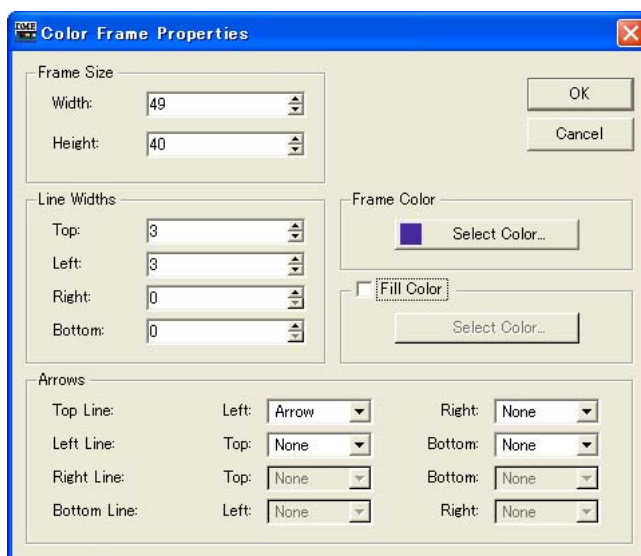 DME
Color Frame Properties
Frame Size
Width: 49
Height: 40
OK
Cancel
Line Widths
Top: 3
Left: 3
Right: 0
Bottom: 0
Frame Color
Select Color...
Fill Color
Select Color...
Arrows
Top Line: Left: Arrow Right: None
Left Line: Top: None Bottom: None
Right Line: Top: None Bottom: None
Bottom Line: Left: None Right: None